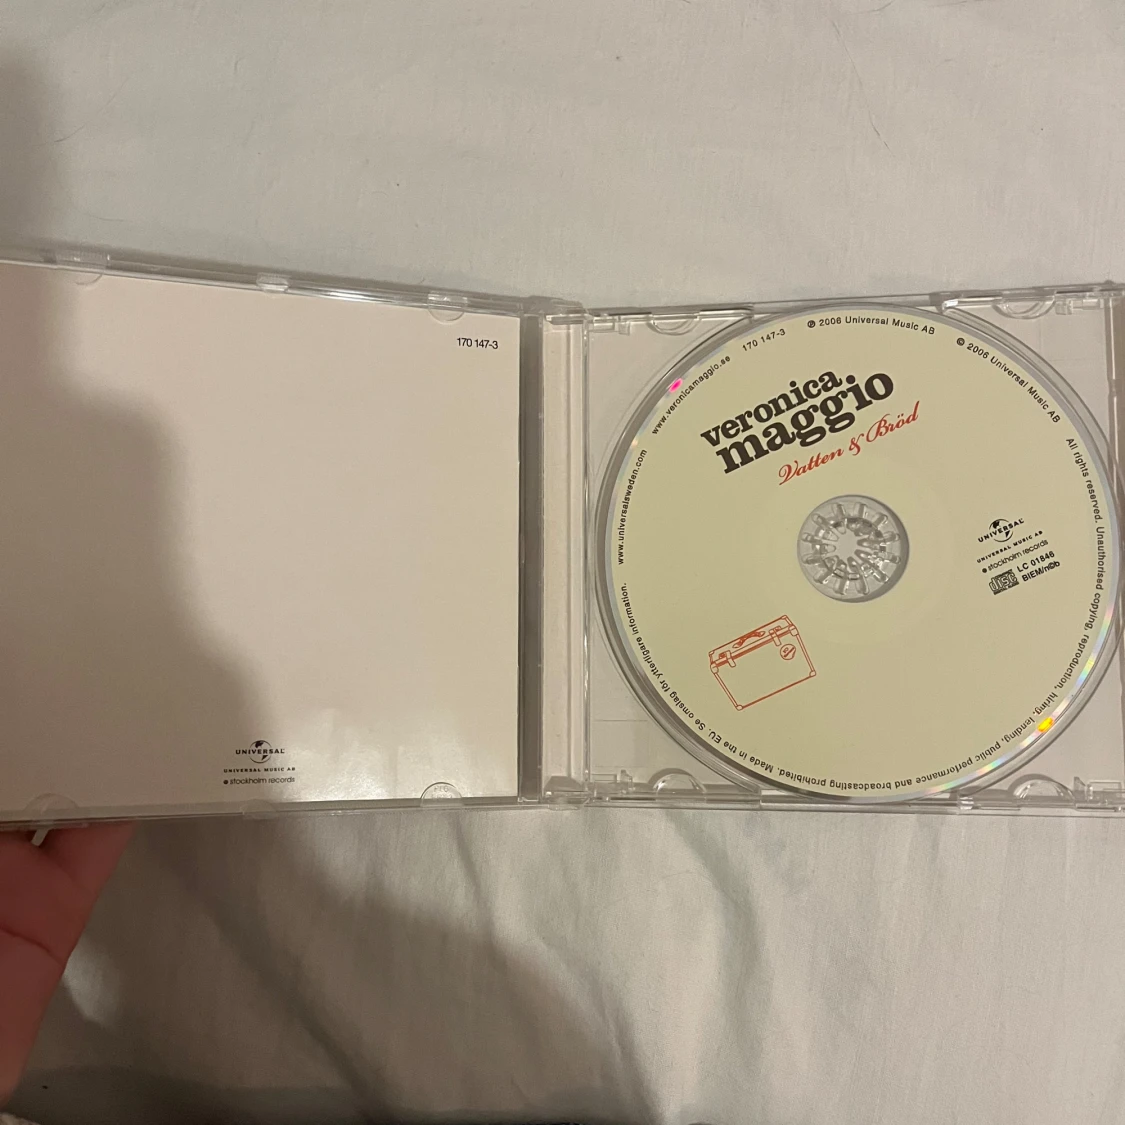 170 147-3
UNIVERSAL
UNIVERSAL MUSIC AB
stockholm records
www.universalsweden.com
www.veronicamaggio.se
170 147-3
℗ 2006 Universal Music AB
© 2006 Universal Music AB
All rights reserved. Unauthorised copying, reproduction, hiring, lending, public performance and broadcasting prohibited. Made in the EU. Se omslag för ytterligare information.
veronica
maggio
Vatten & Bröd
UNIVERSAL
UNIVERSAL MUSIC AB
stockholm records
disc
LC 01846
BIEM/n©b